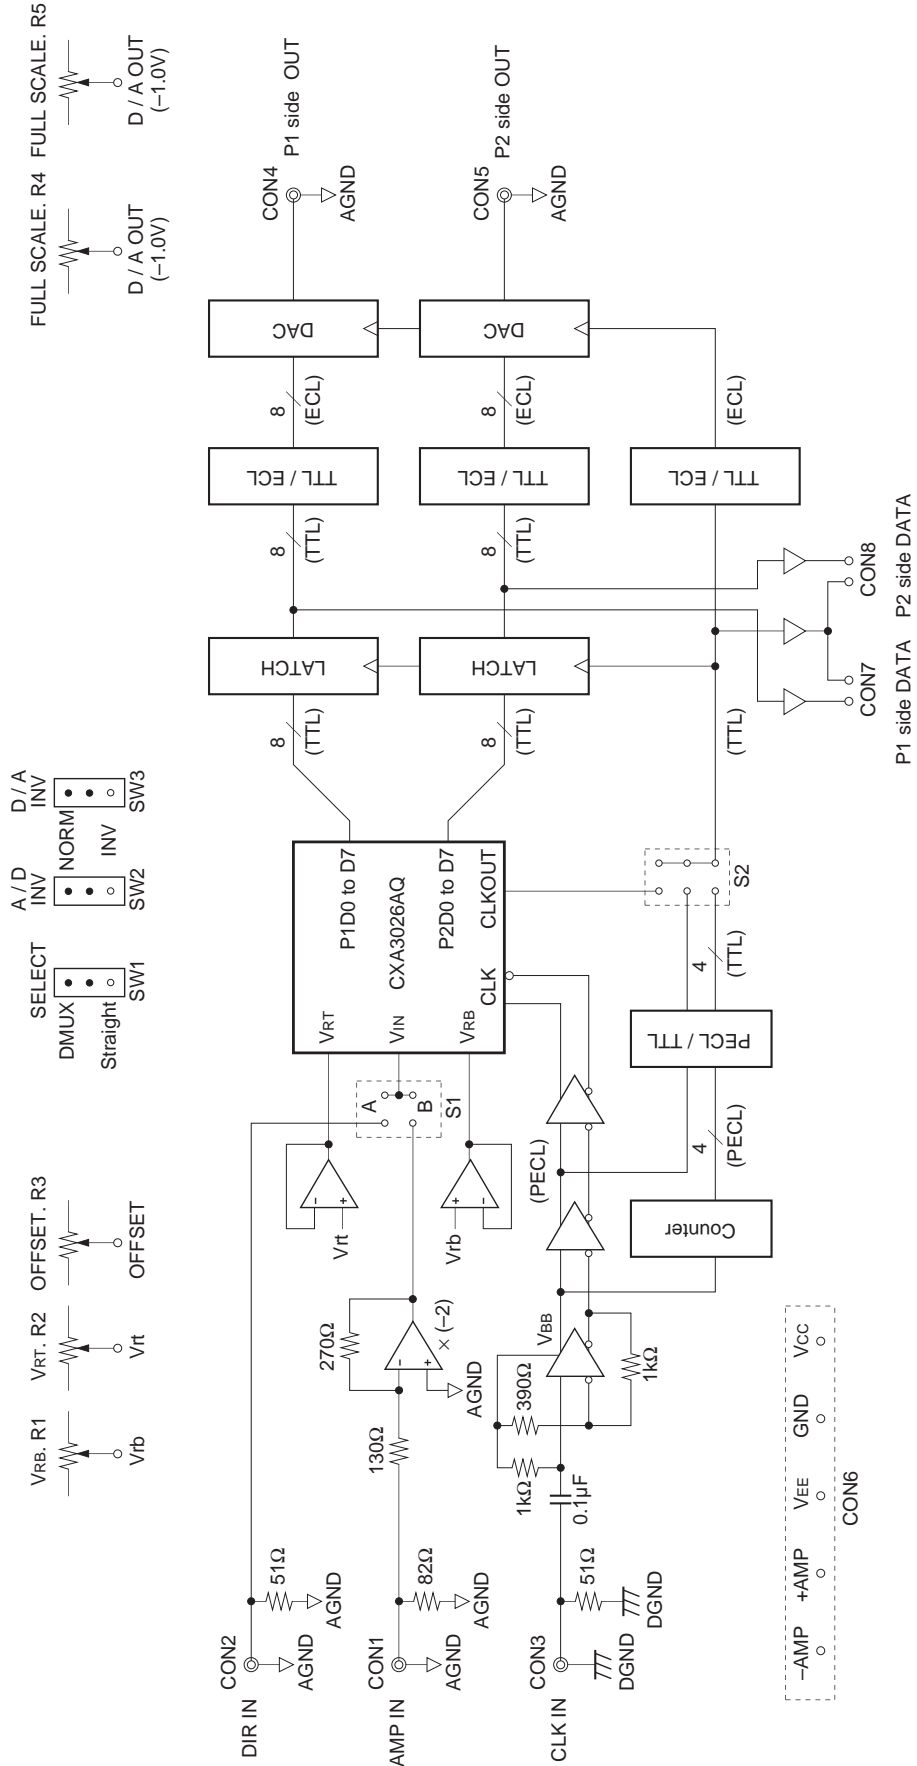 VRB. R1
Vrb
VRT. R2
Vrt
OFFSET. R3
OFFSET
SELECT
DMUX
Straight
SW1
A / D
INV
SW2
NORM
INV
D / A
INV
SW3
FULL SCALE. R4
D / A OUT
(–1.0V)
FULL SCALE. R5
D / A OUT
(–1.0V)
CON2
DIR IN
AGND
51Ω
AGND
CON1
AMP IN
AGND
82Ω
AGND
130Ω
270Ω
–
+
× (–2)
AGND
Vrt
–
+
Vrb
+
–
A
B
S1
VRT
VIN
VRB
CLK
P1D0 to D7
CXA3026AQ
P2D0 to D7
CLKOUT
8
(TTL)
LATCH
8
(TTL)
TTL / ECL
8
(ECL)
DAC
CON4
AGND
P1 side OUT
8
(TTL)
LATCH
8
(TTL)
TTL / ECL
8
(ECL)
DAC
CON5
AGND
P2 side OUT
CON3
CLK IN
DGND
51Ω
DGND
0.1µF
1kΩ
390Ω
VBB
1kΩ
(PECL)
Counter
4
(PECL)
PECL / TTL
4
(TTL)
S2
(TTL)
TTL / ECL
(ECL)
CON7
P1 side DATA
CON8
P2 side DATA
–AMP
+AMP
VEE
GND
VCC
CON6